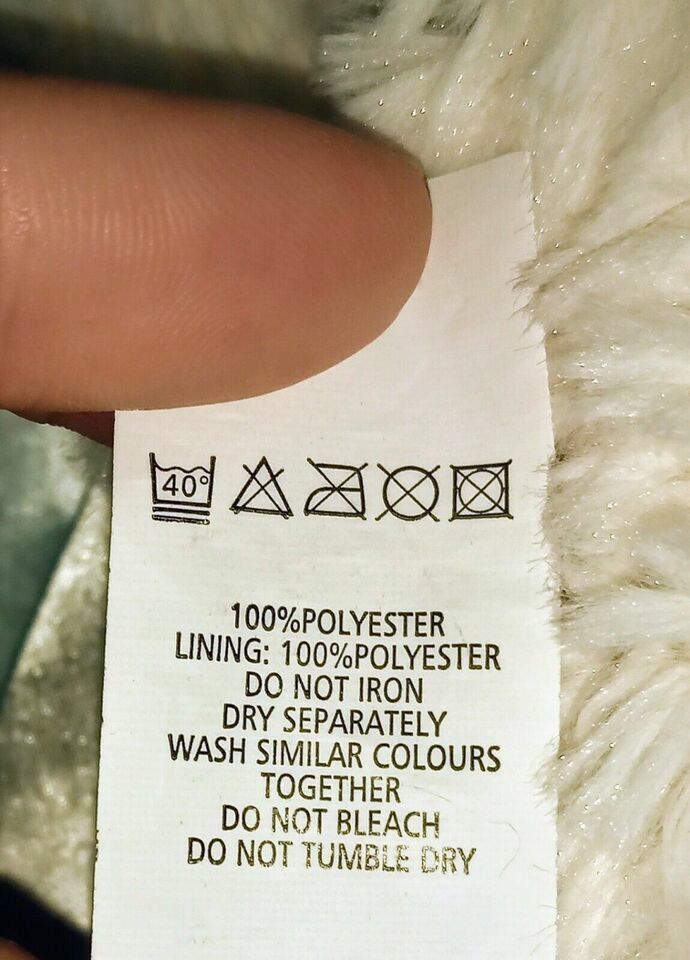 40°
100%POLYESTER
LINING: 100%POLYESTER
DO NOT IRON
DRY SEPARATELY
WASH SIMILAR COLOURS
TOGETHER
DO NOT BLEACH
DO NOT TUMBLE DRY